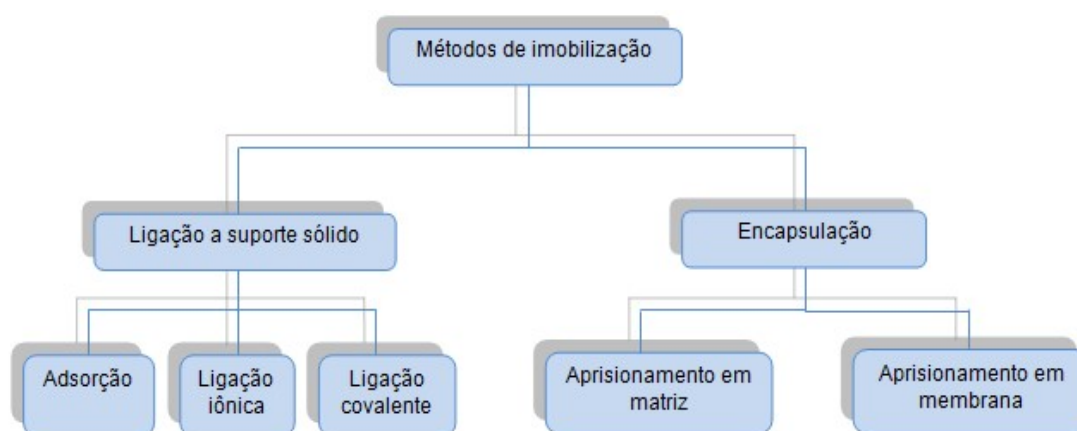 Métodos de imobilização
Ligação a suporte sólido
Encapsulação
Adsorção
Ligação
iônica
Ligação
covalente
Aprisionamento em
matriz
Aprisionamento em
membrana